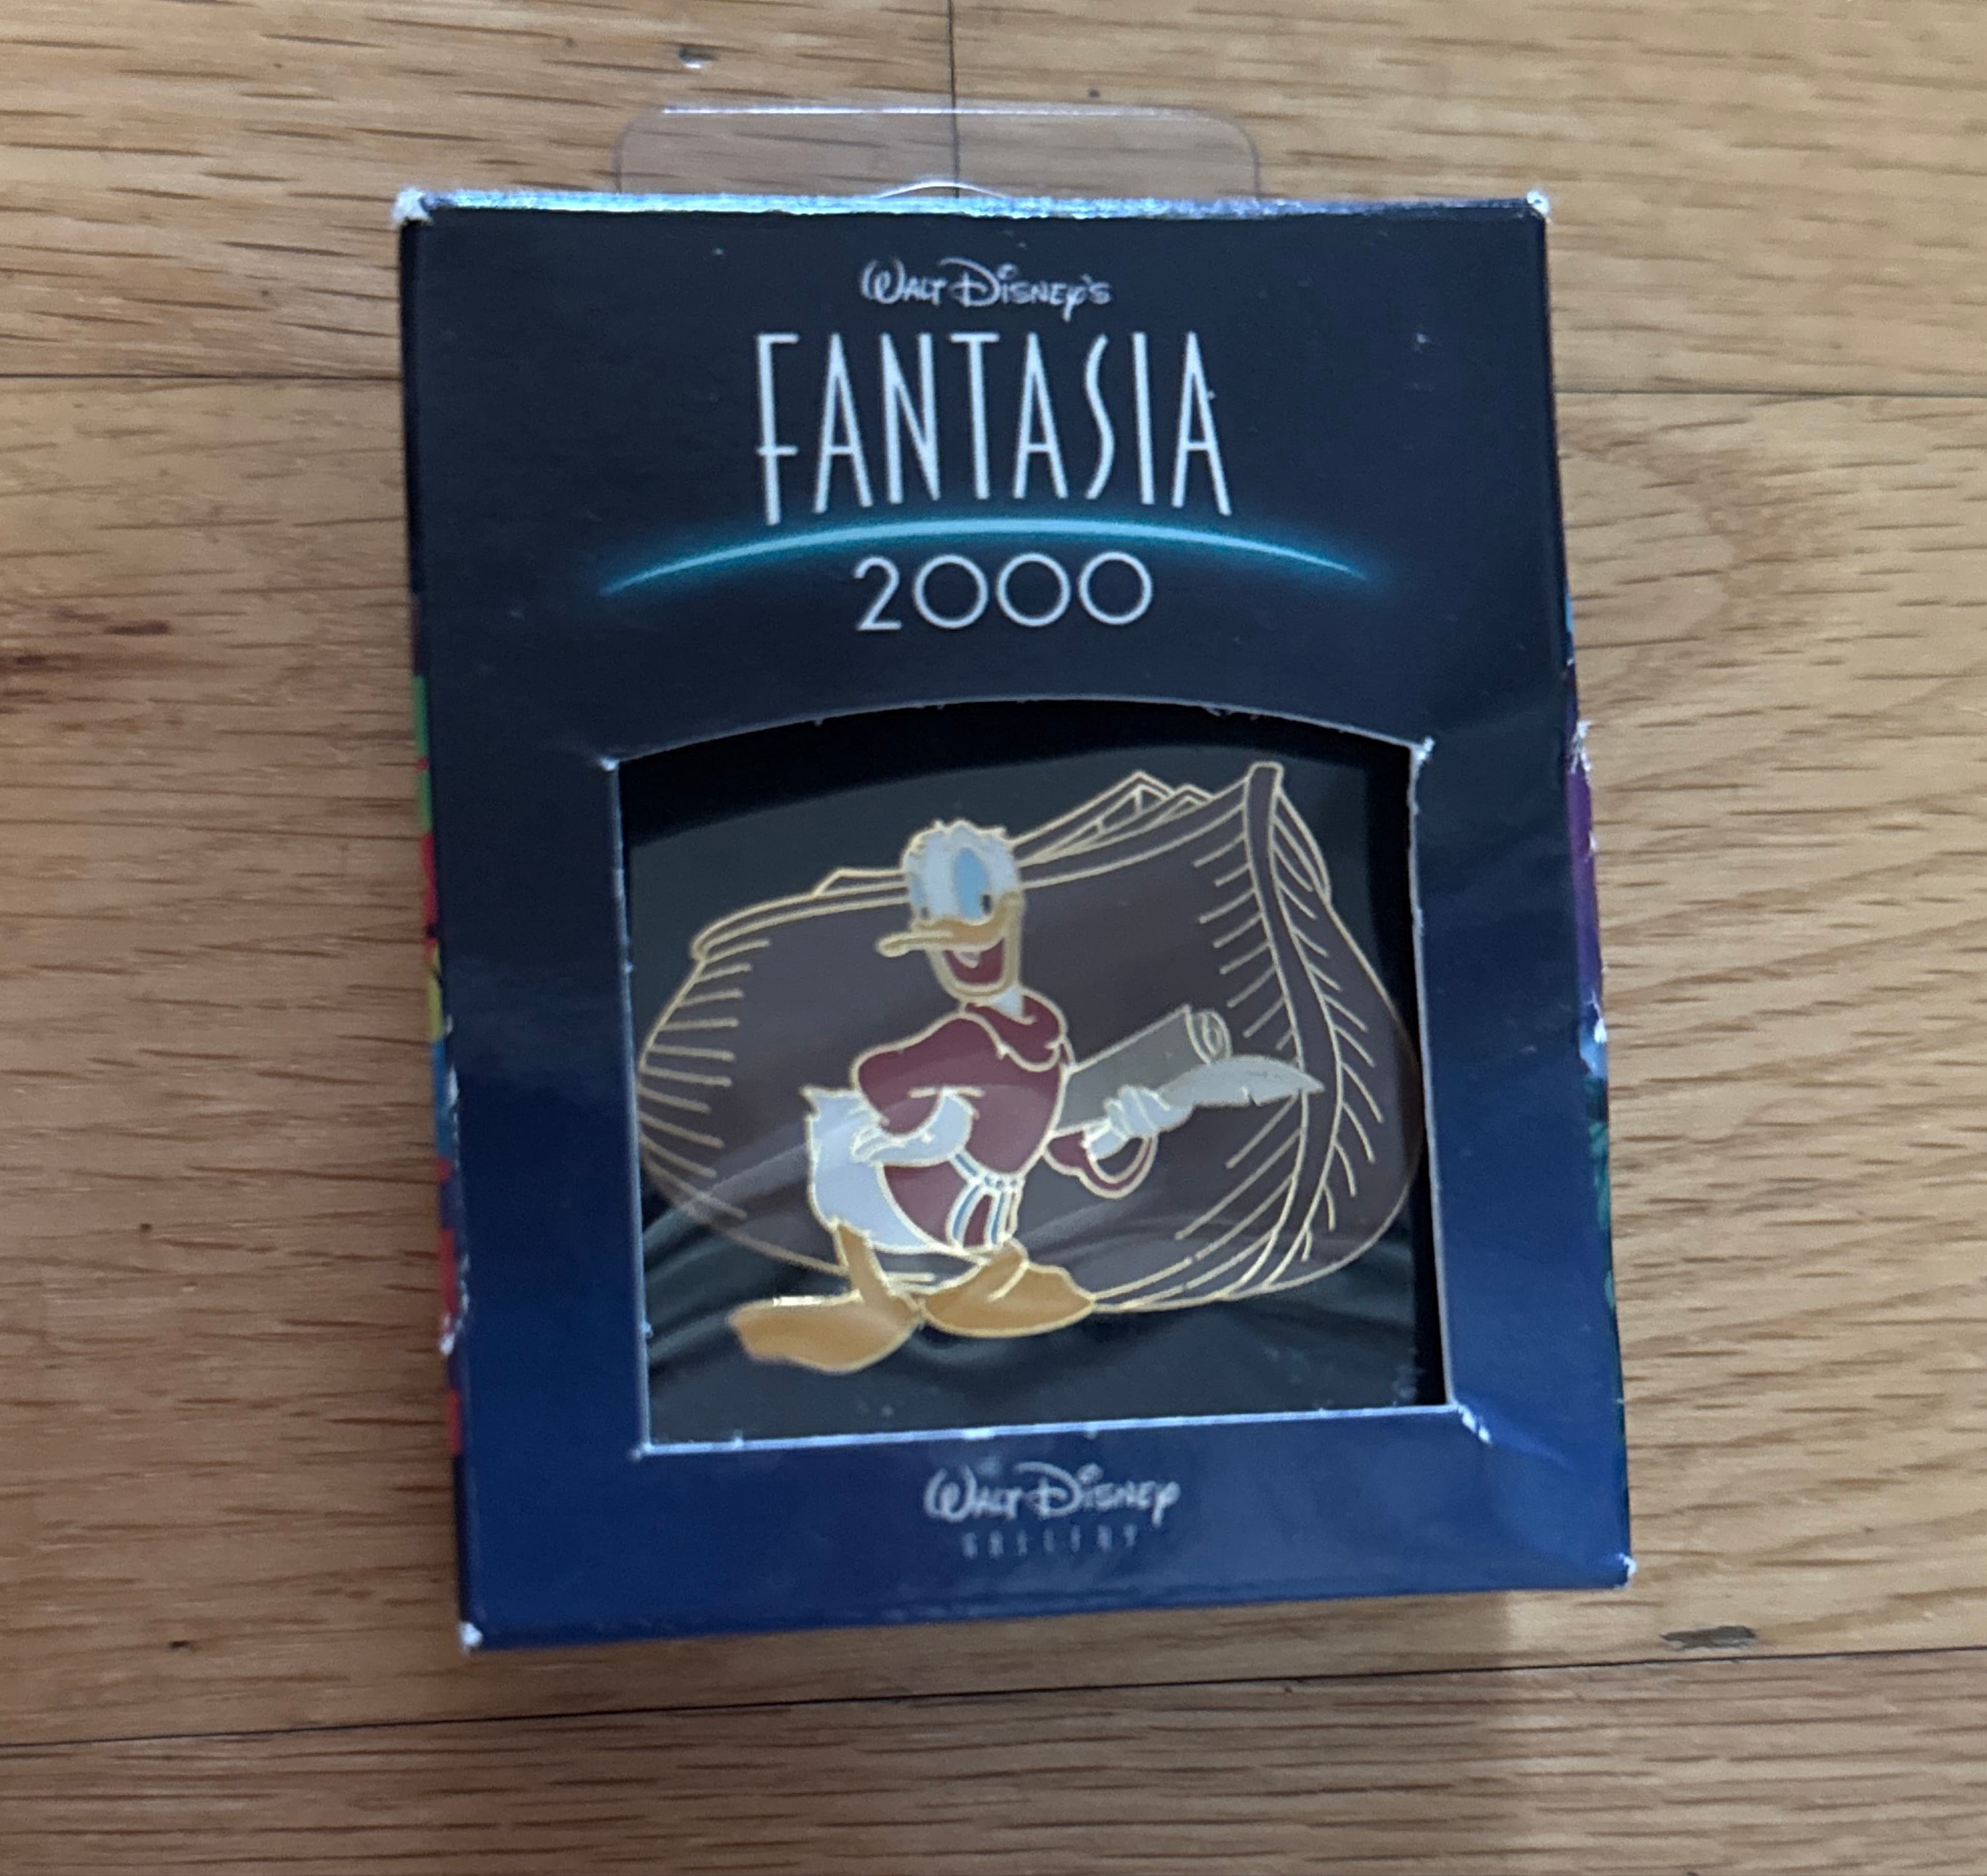 Walt Disney's
FANTASIA
2000
Walt Disney
GALLERY